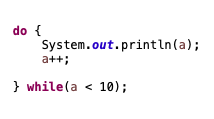 do {
    System.out.println(a);
    a++;

} while(a < 10);